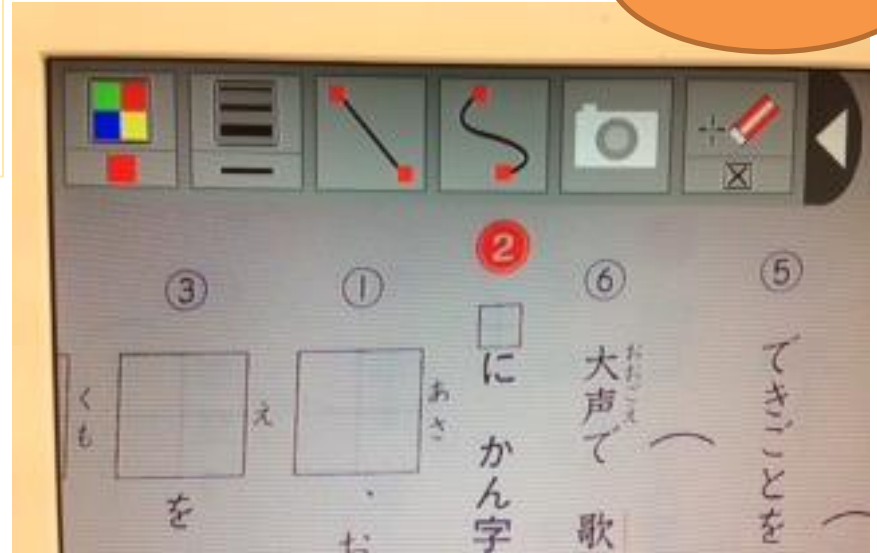 ⑤ できごとを
⑥ 大声で 歌
おおごえ
② □に かん字
① □、お
あさ
③ □を
え
くも